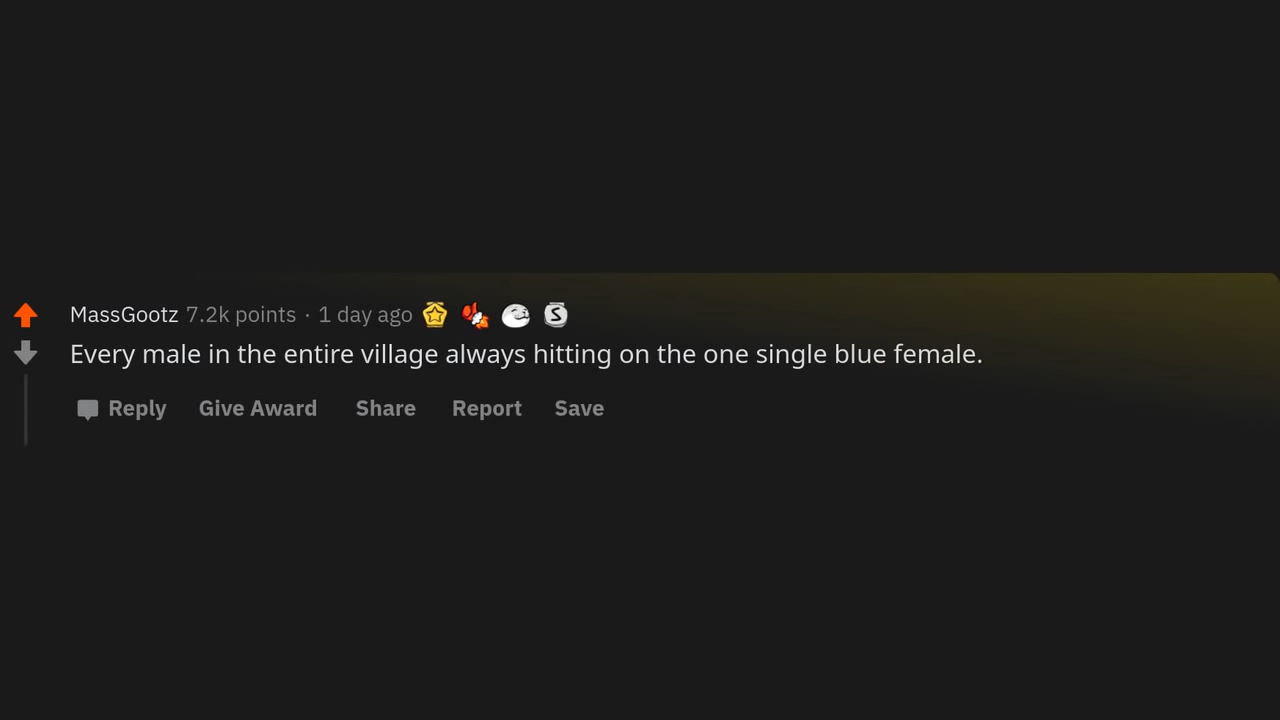 MassGootz 7.2k points · 1 day ago
Every male in the entire village always hitting on the one single blue female.
Reply Give Award Share Report Save